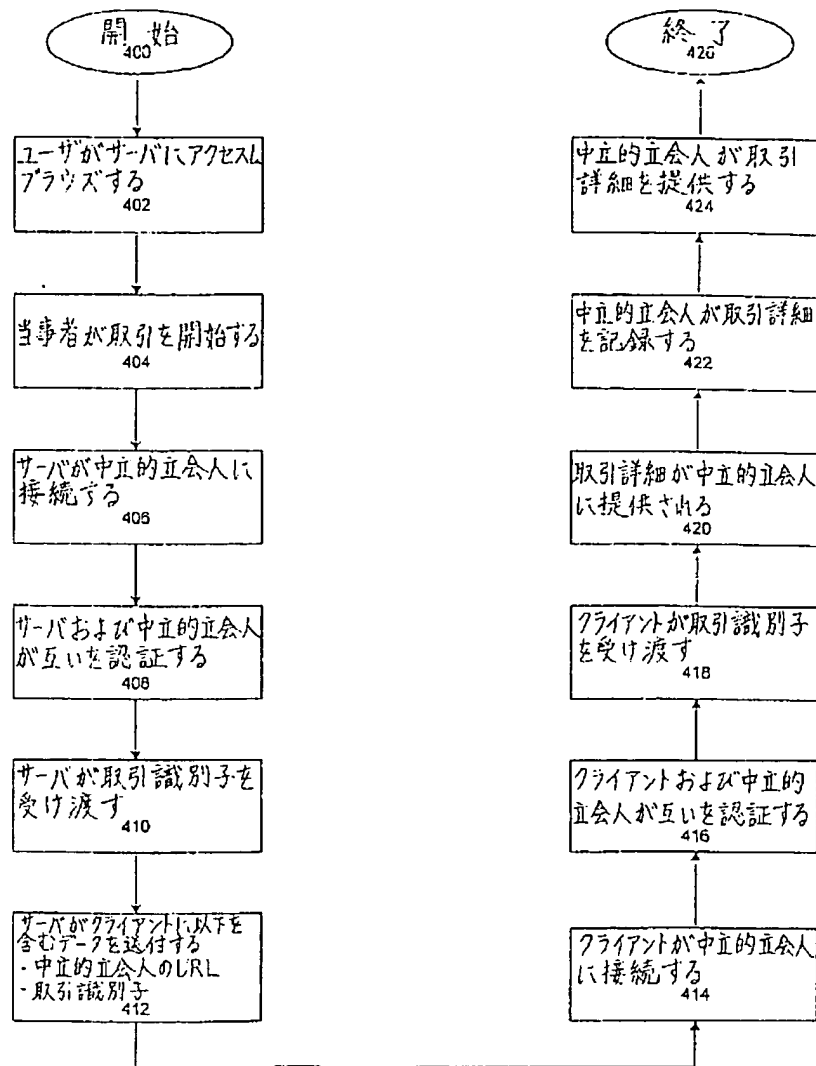 開始
400
ユーザがサーバにアクセスし
ブラウズする
402
当事者が取引を開始する
404
サーバが中立的立会人に
接続する
406
サーバおよび中立的立会人
が互いを認証する
408
サーバが取引識別子を
受け渡す
410
サーバがクライアントに以下を
含むデータを送付する
・中立的立会人のURL
・取引識別子
412
終了
426
中立的立会人が取引
詳細を提供する
424
中立的立会人が取引詳細
を記録する
422
取引詳細が中立的立会人
に提供される
420
クライアントが取引識別子
を受け渡す
418
クライアントおよび中立的
立会人が互いを認証する
416
クライアントが中立的立会人
に接続する
414